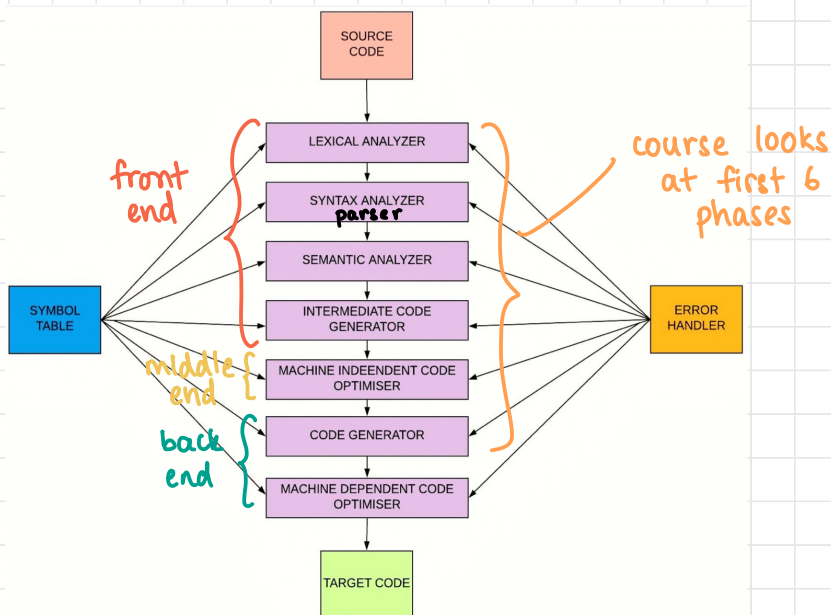 SOURCE
CODE
LEXICAL ANALYZER
course looks
at first 6
phases
front
end
SYNTAX ANALYZER
parser
SEMANTIC ANALYZER
SYMBOL
TABLE
INTERMEDIATE CODE
GENERATOR
ERROR
HANDLER
middle
end
MACHINE INDEENDENT CODE
OPTIMISER
back
end
CODE GENERATOR
MACHINE DEPENDENT CODE
OPTIMISER
TARGET CODE